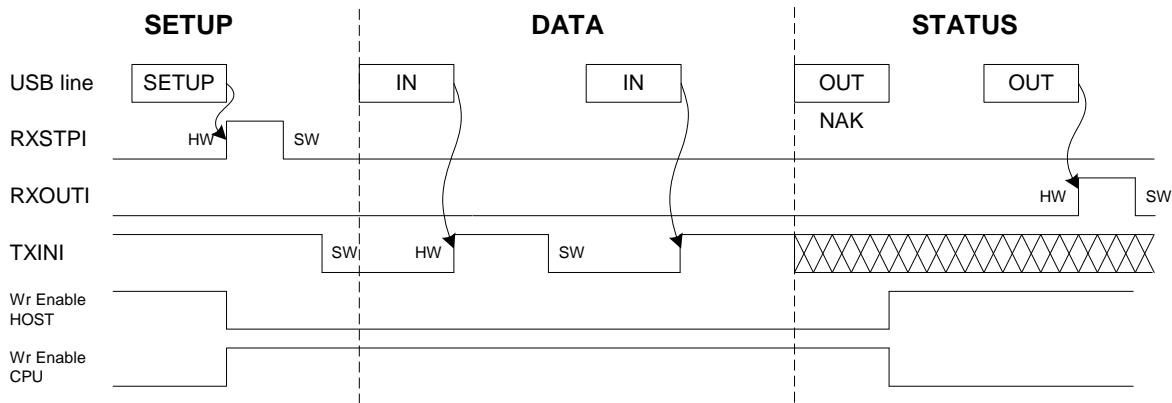 SETUP DATA STATUS
USB line SETUP IN IN OUT OUT
NAK
RXSTPI HW SW
RXOUTI HW SW
TXINI SW HW SW
Wr Enable
HOST
Wr Enable
CPU